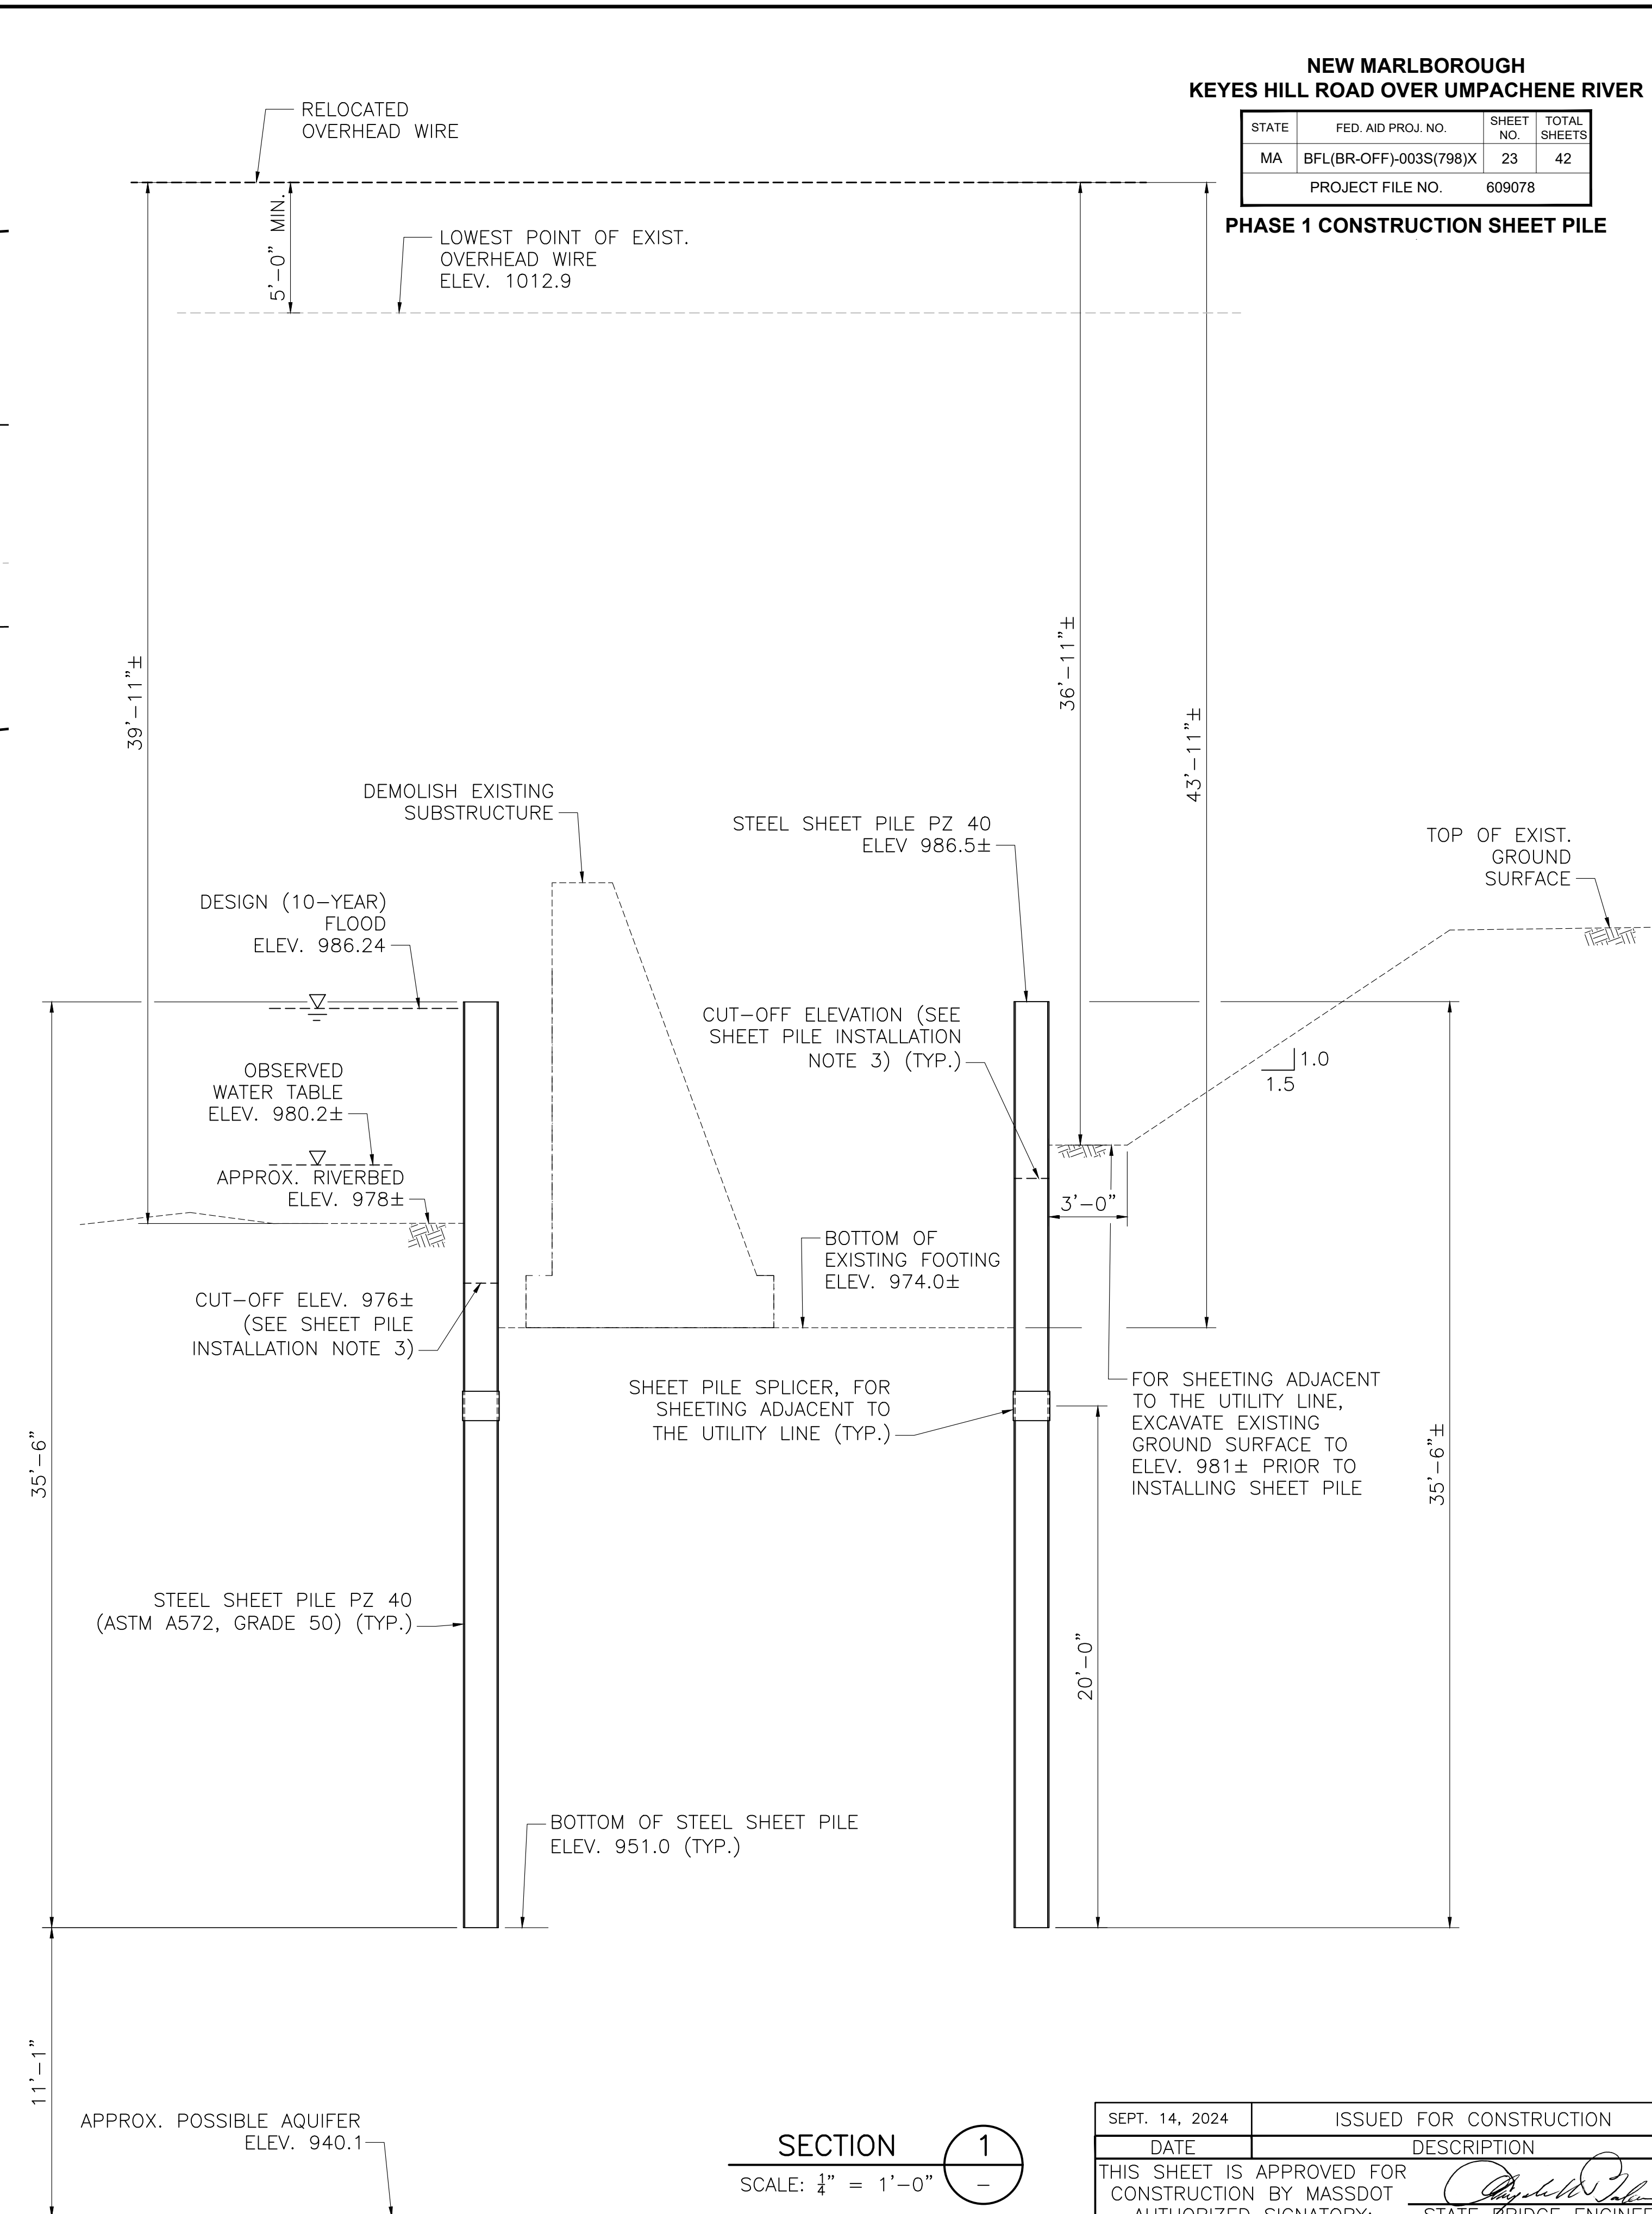 NEW MARLBOROUGH
KEYES HILL ROAD OVER UMPACHENE RIVER
STATE FED. AID PROJ. NO. SHEET NO. TOTAL SHEETS
MA BFL(BR-OFF)-003S(798)X 23 42
PROJECT FILE NO. 609078
PHASE 1 CONSTRUCTION SHEET PILE
RELOCATED
OVERHEAD WIRE
5'-0" MIN.
LOWEST POINT OF EXIST.
OVERHEAD WIRE
ELEV. 1012.9
39'-11"±
36'-11"±
43'-11"±
DEMOLISH EXISTING
SUBSTRUCTURE
STEEL SHEET PILE PZ 40
ELEV 986.5±
TOP OF EXIST.
GROUND
SURFACE
DESIGN (10-YEAR)
FLOOD
ELEV. 986.24
CUT-OFF ELEVATION (SEE
SHEET PILE INSTALLATION
NOTE 3) (TYP.)
1.0
1.5
OBSERVED
WATER TABLE
ELEV. 980.2±
APPROX. RIVERBED
ELEV. 978±
3'-0"
BOTTOM OF
EXISTING FOOTING
ELEV. 974.0±
CUT-OFF ELEV. 976±
(SEE SHEET PILE
INSTALLATION NOTE 3)
SHEET PILE SPLICER, FOR
SHEETING ADJACENT TO
THE UTILITY LINE (TYP.)
FOR SHEETING ADJACENT
TO THE UTILITY LINE,
EXCAVATE EXISTING
GROUND SURFACE TO
ELEV. 981± PRIOR TO
INSTALLING SHEET PILE
35'-6"
35'-6"±
STEEL SHEET PILE PZ 40
(ASTM A572, GRADE 50) (TYP.)
20'-0"
BOTTOM OF STEEL SHEET PILE
ELEV. 951.0 (TYP.)
11'-1"
APPROX. POSSIBLE AQUIFER
ELEV. 940.1
SECTION 1
SCALE: 1/4" = 1'-0" –
SEPT. 14, 2024 ISSUED FOR CONSTRUCTION
DATE DESCRIPTION
THIS SHEET IS APPROVED FOR
CONSTRUCTION BY MASSDOT
AUTHORIZED SIGNATORY:
STATE BRIDGE